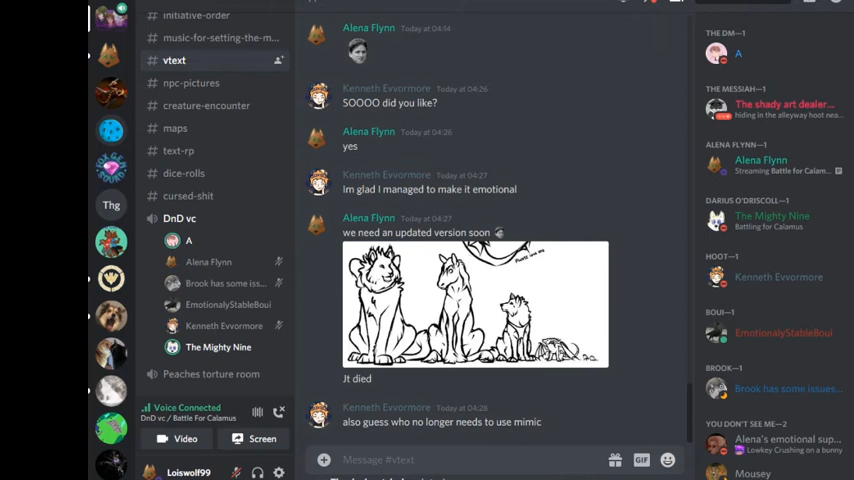 initiative-order
# music-for-setting-the-m...
# vtext
# npc-pictures
# creature-encounter
# maps
# text-rp
# dice-rolls
# cursed-shit
DnD vc
A
Alena Flynn
Brook has some iss...
EmotionalyStableBoui
Kenneth Evvormore
The Mighty Nine
Peaches torture room
Voice Connected
DnD vc / Battle For Calamus
Video
Screen
Loiswolf99
Thg
Alena Flynn Today at 04:14
Kenneth Evvormore Today at 04:26
SOOOO did you like?
Alena Flynn Today at 04:26
yes
Kenneth Evvormore Today at 04:27
Im glad I managed to make it emotional
Alena Flynn Today at 04:27
we need an updated version soon
Jt died
Kenneth Evvormore Today at 04:28
also guess who no longer needs to use mimic
Message #vtext
GIF
THE DM—1
A
THE MESSIAH—1
The shady art dealer...
hiding in the alleyway hoot nea...
ALENA FLYNN—1
Alena Flynn
Streaming Battle for Calam...
DARIUS O'DRISCOLL—1
The Mighty Nine
Battling for Calamus
HOOT—1
Kenneth Evvormore
BOUI—1
EmotionalyStableBoui
BROOK—1
Brook has some issues...
YOU DON'T SEE ME—2
Alena's emotional sup...
Lowkey Crushing on a bunny
Mousey